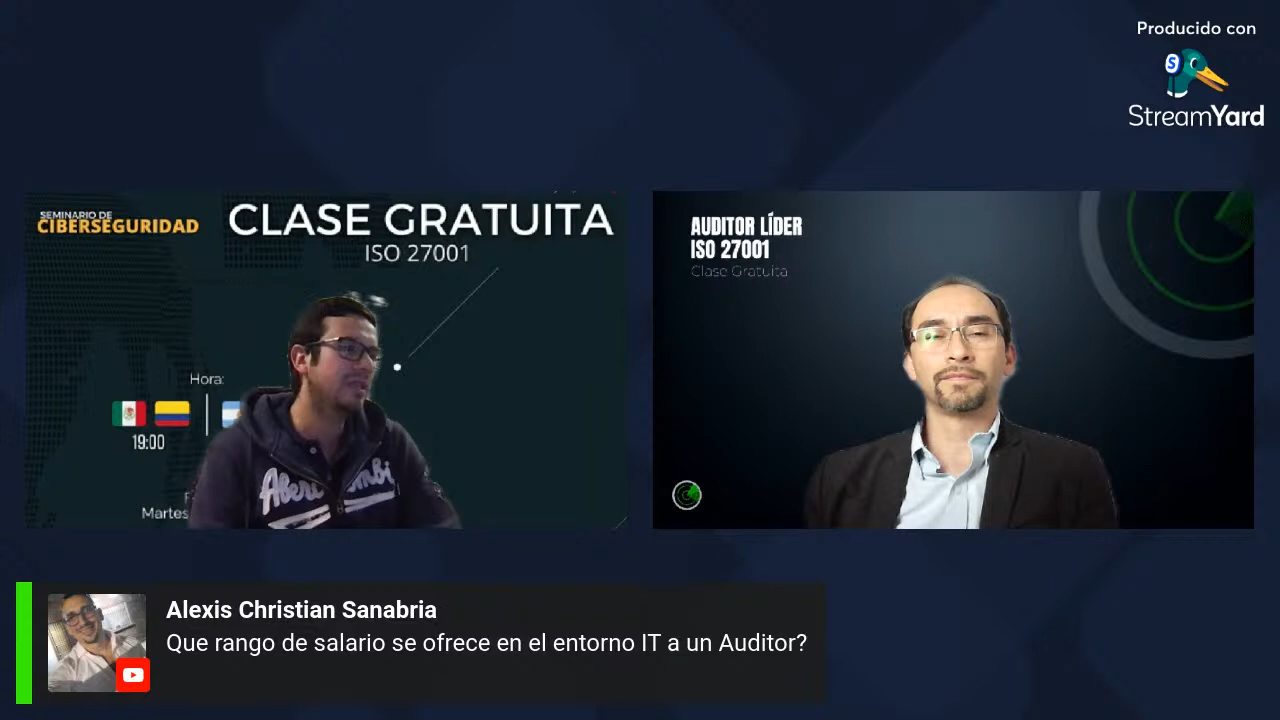 Producido con
S
StreamYard
SEMINARIO DE
CIBERSEGURIDAD
CLASE GRATUITA
ISO 27001
Hora:
19:00
Martes
AUDITOR LÍDER
ISO 27001
Clase Gratuita
Alexis Christian Sanabria
Que rango de salario se ofrece en el entorno IT a un Auditor?